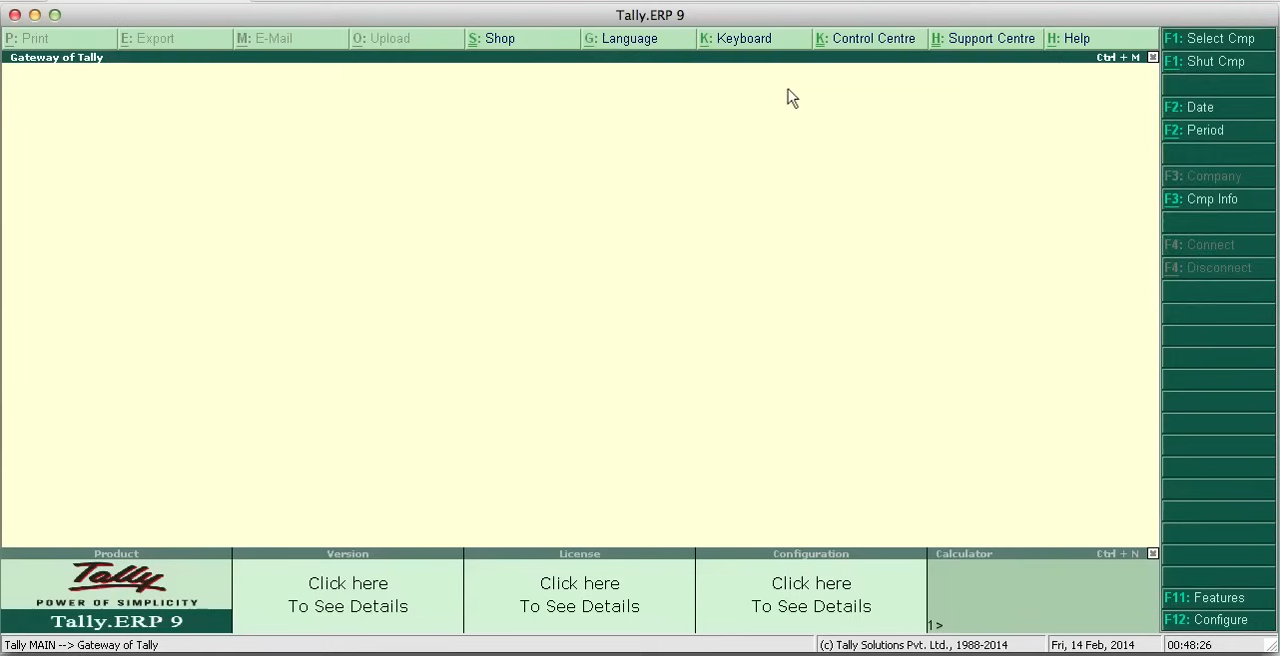 Tally.ERP 9
P: Print
E: Export
M: E-Mail
O: Upload
S: Shop
G: Language
K: Keyboard
K: Control Centre
H: Support Centre
H: Help
Gateway of Tally
Ctrl + M
F1: Select Cmp
F1: Shut Cmp
F2: Date
F2: Period
F3: Company
F3: Cmp Info
F4: Connect
F4: Disconnect
F11: Features
F12: Configure
Product
Tally
POWER OF SIMPLICITY
Tally.ERP 9
Version
Click here
To See Details
License
Click here
To See Details
Configuration
Click here
To See Details
Calculator
Ctrl + N
1>
Tally MAIN --> Gateway of Tally
(c) Tally Solutions Pvt. Ltd., 1988-2014
Fri, 14 Feb, 2014
00:48:26